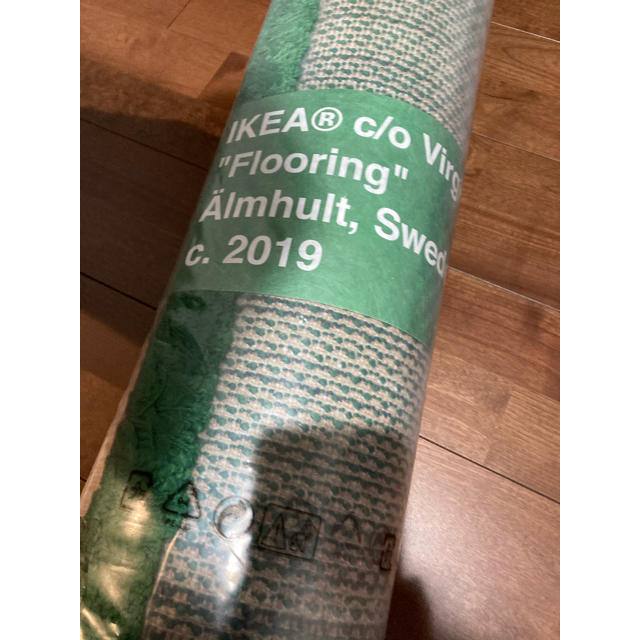 IKEA® c/o Virg
"Flooring"
Älmhult, Swed
c. 2019